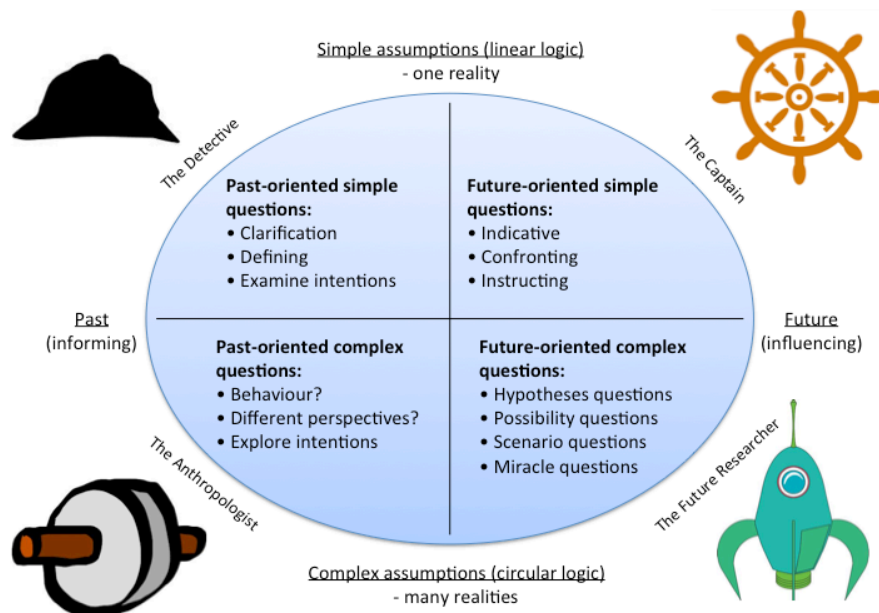 Simple assumptions (linear logic)
- one reality
The Detective
The Captain
Past-oriented simple
questions:
• Clarification
• Defining
• Examine intentions
Future-oriented simple
questions:
• Indicative
• Confronting
• Instructing
Past
(informing)
Future
(influencing)
Past-oriented complex
questions:
• Behaviour?
• Different perspectives?
• Explore intentions
Future-oriented complex
questions:
• Hypotheses questions
• Possibility questions
• Scenario questions
• Miracle questions
The Anthropologist
The Future Researcher
Complex assumptions (circular logic)
- many realities